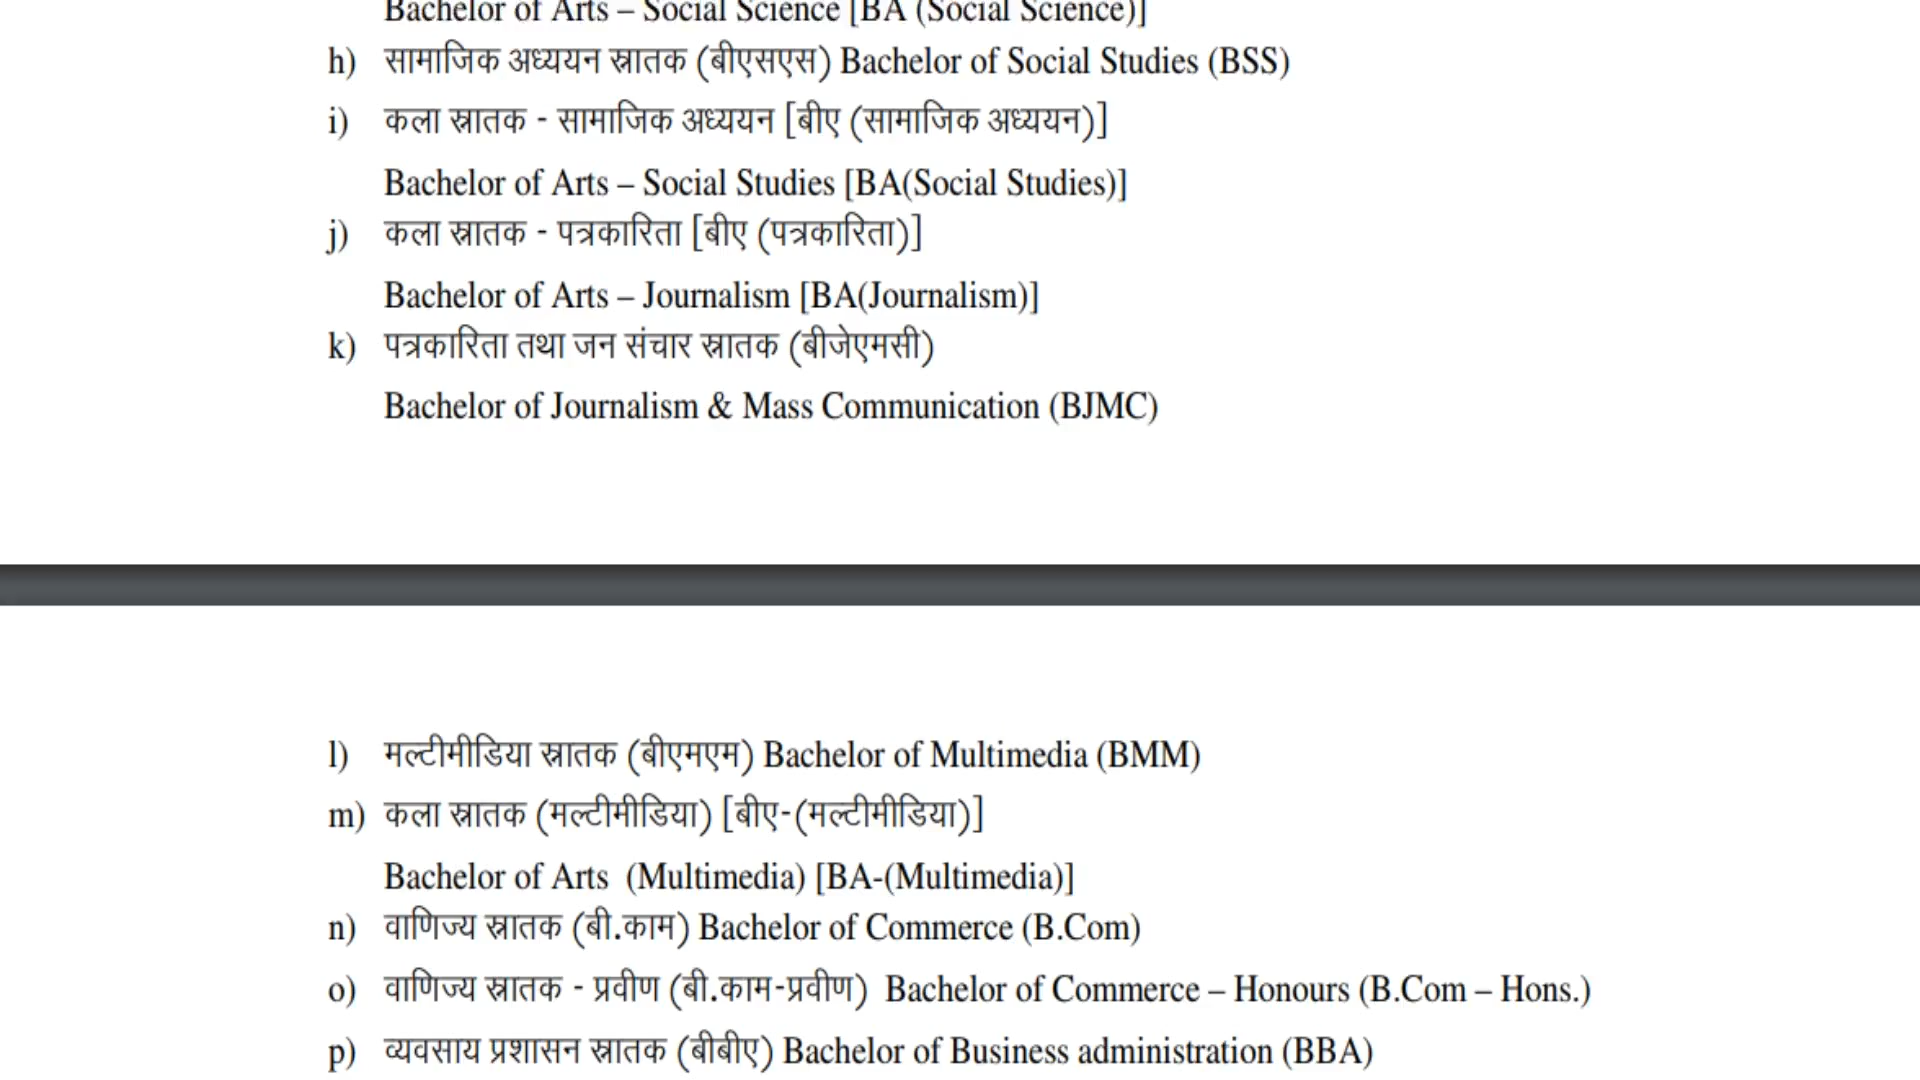 Bachelor of Arts – Social Science [BA (Social Science)]
h) सामाजिक अध्ययन स्नातक (बीएसएस) Bachelor of Social Studies (BSS)
i) कला स्नातक - सामाजिक अध्ययन [बीए (सामाजिक अध्ययन)]
Bachelor of Arts – Social Studies [BA(Social Studies)]
j) कला स्नातक - पत्रकारिता [बीए (पत्रकारिता)]
Bachelor of Arts – Journalism [BA(Journalism)]
k) पत्रकारिता तथा जन संचार स्नातक (बीजेएमसी)
Bachelor of Journalism & Mass Communication (BJMC)
l) मल्टीमीडिया स्नातक (बीएमएम) Bachelor of Multimedia (BMM)
m) कला स्नातक (मल्टीमीडिया) [बीए-(मल्टीमीडिया)]
Bachelor of Arts (Multimedia) [BA-(Multimedia)]
n) वाणिज्य स्नातक (बी.काम) Bachelor of Commerce (B.Com)
o) वाणिज्य स्नातक - प्रवीण (बी.काम-प्रवीण) Bachelor of Commerce – Honours (B.Com – Hons.)
p) व्यवसाय प्रशासन स्नातक (बीबीए) Bachelor of Business administration (BBA)